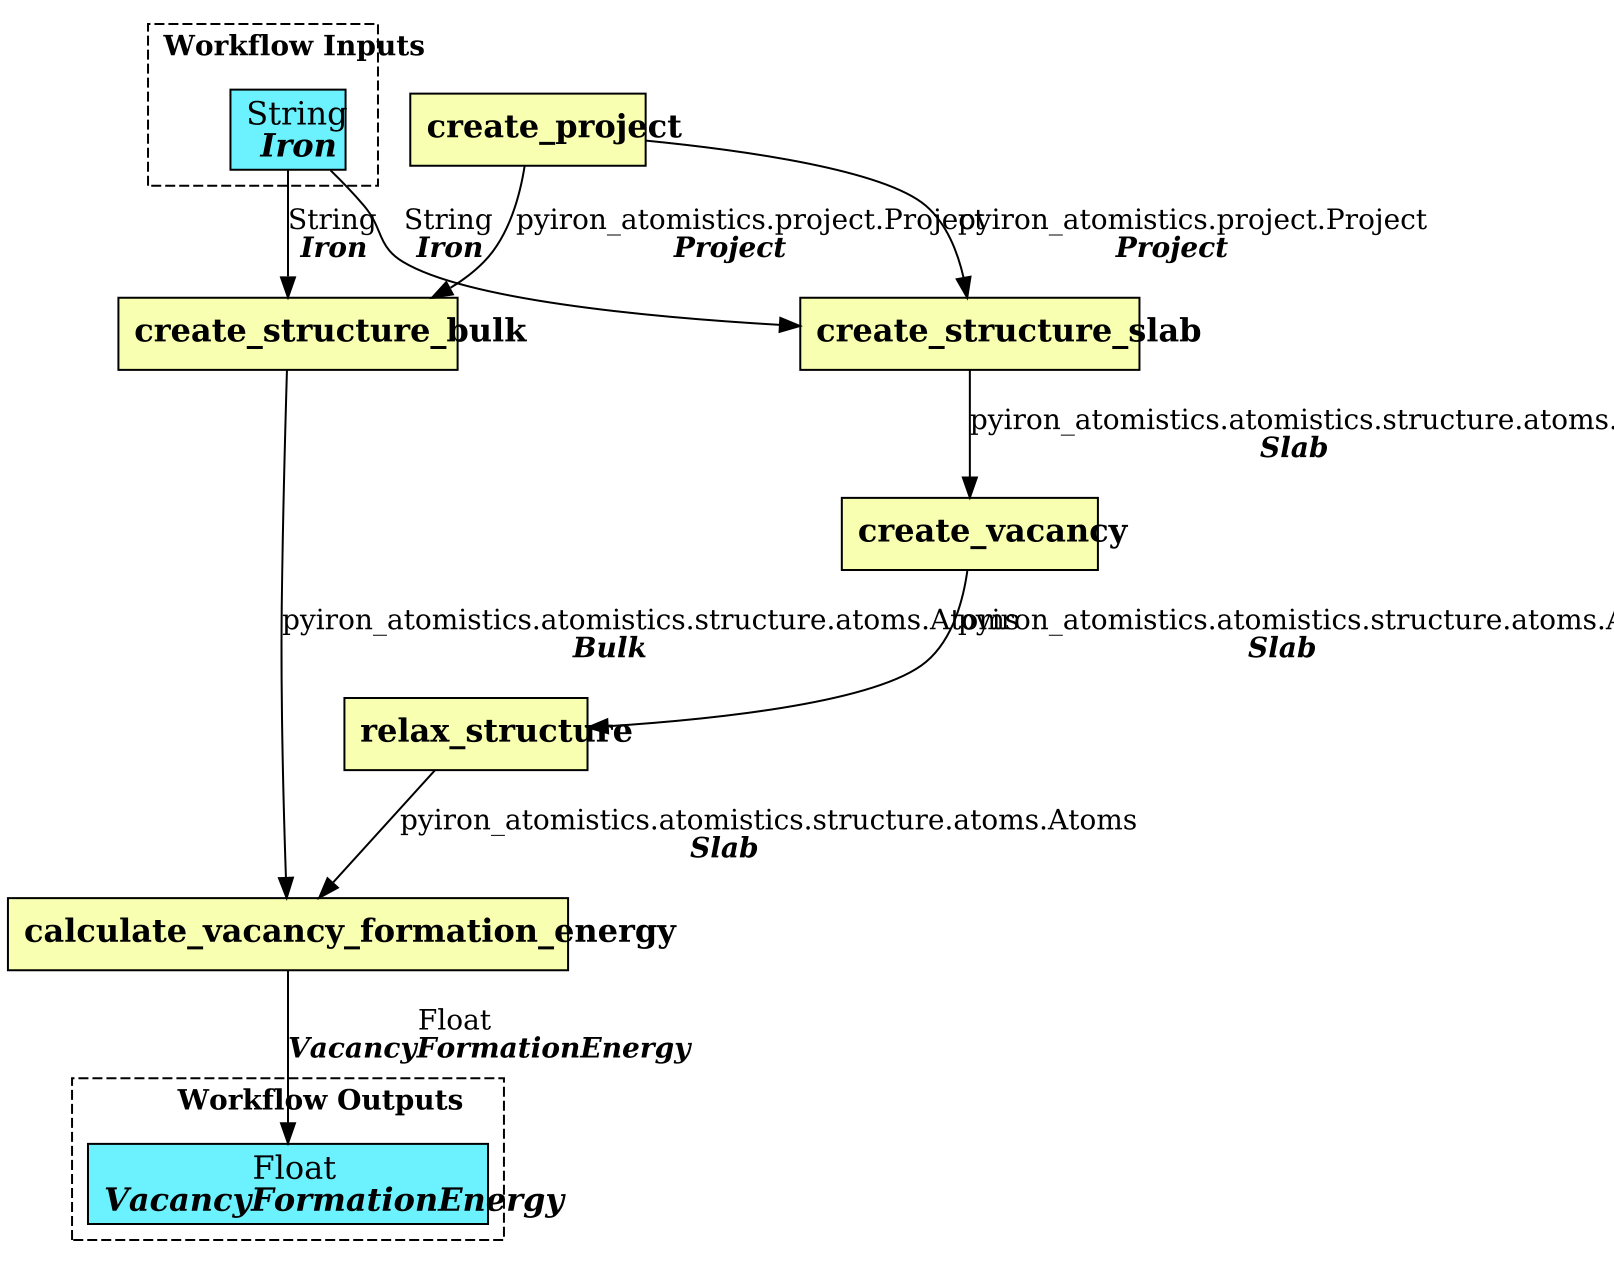 Workflow Inputs
String
Iron
create_project
String
Iron
String
Iron
pyiron_atomistics.project.Project
Project
pyiron_atomistics.project.Project
Project
create_structure_bulk
create_structure_slab
pyiron_atomistics.atomistics.structure.atoms.
Slab
create_vacancy
pyiron_atomistics.atomistics.structure.atoms.Atoms
Bulk
pyiron_atomistics.atomistics.structure.atoms.A
Slab
relax_structure
pyiron_atomistics.atomistics.structure.atoms.Atoms
Slab
calculate_vacancy_formation_energy
Float
VacancyFormationEnergy
Workflow Outputs
Float
VacancyFormationEnergy